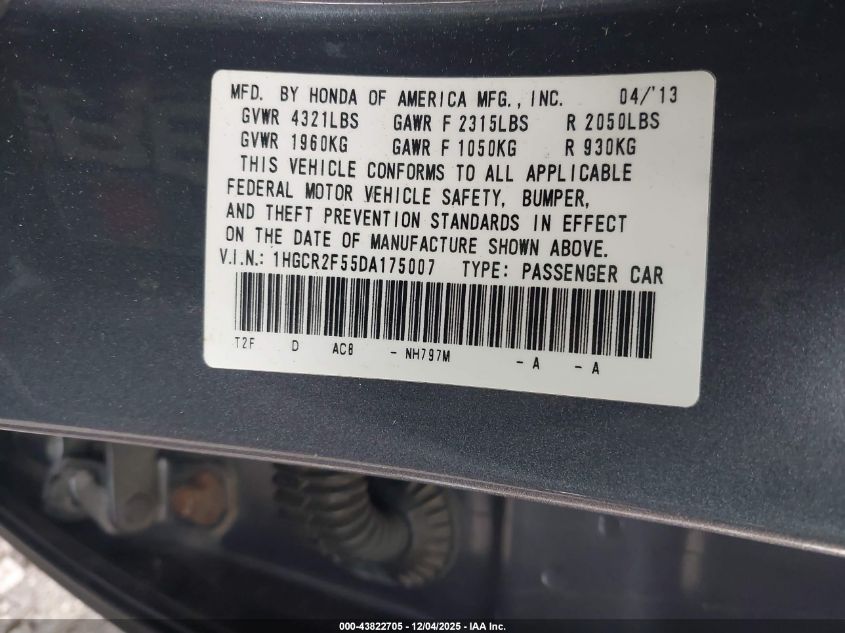 MFD. BY HONDA OF AMERICA MFG., INC. 04/'13
GVWR 4321LBS GAWR F 2315LBS R 2050LBS
GVWR 1960KG GAWR F 1050KG R 930KG
THIS VEHICLE CONFORMS TO ALL APPLICABLE
FEDERAL MOTOR VEHICLE SAFETY, BUMPER,
AND THEFT PREVENTION STANDARDS IN EFFECT
ON THE DATE OF MANUFACTURE SHOWN ABOVE.
V.I.N.: 1HGCR2F55DA175007 TYPE: PASSENGER CAR
T2F D AC8 - NH797M - A - A
000-43822705 - 12/04/2025 - IAA Inc.